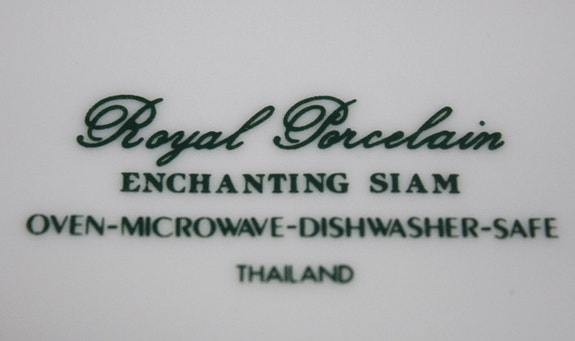 Royal Porcelain
ENCHANTING SIAM
OVEN-MICROWAVE-DISHWASHER-SAFE
THAILAND